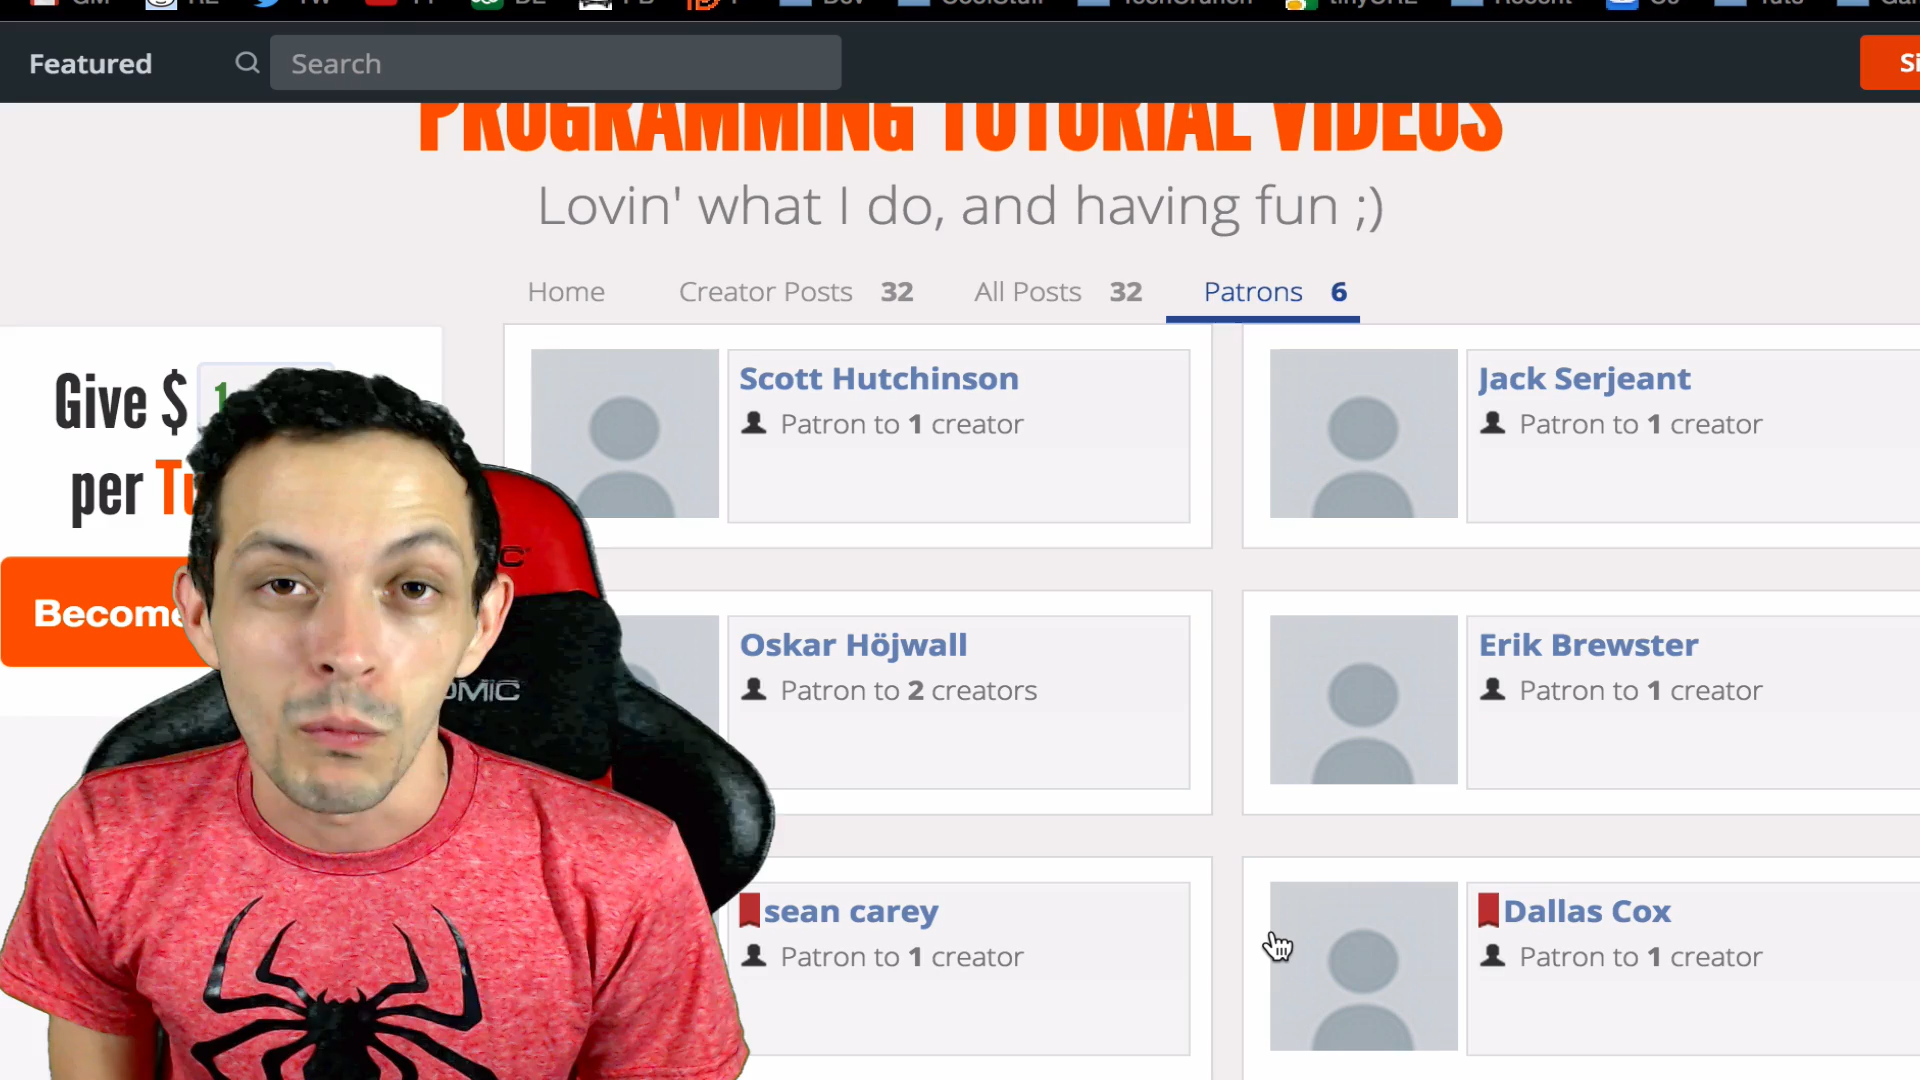 Featured
Search
PROGRAMMING TUTORIAL VIDEOS
Lovin' what I do, and having fun ;)
Home Creator Posts 32 All Posts 32 Patrons 6
Give $ 1
per
Become
Scott Hutchinson
Patron to 1 creator
Jack Serjeant
Patron to 1 creator
Oskar Höjwall
Patron to 2 creators
Erik Brewster
Patron to 1 creator
sean carey
Patron to 1 creator
Dallas Cox
Patron to 1 creator